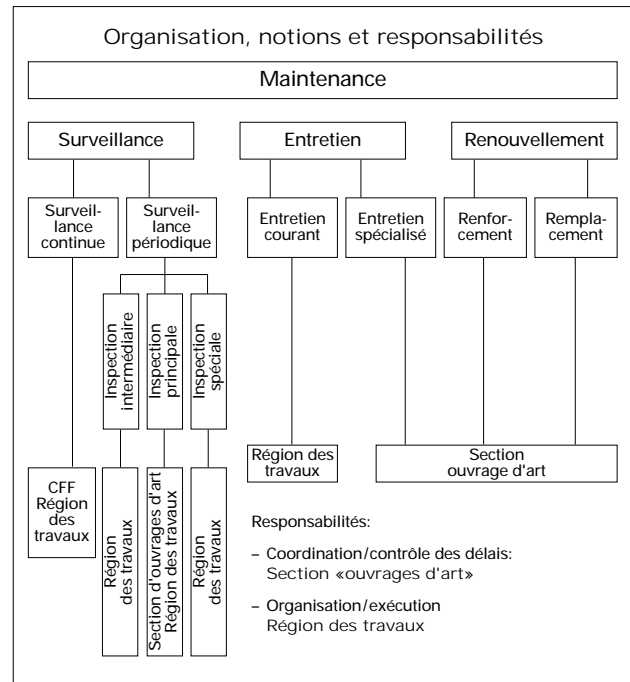 Organisation, notions et responsabilités
Maintenance
Surveillance
Entretien
Renouvellement
Surveil-
lance
continue
Surveil-
lance
périodique
Entretien
courant
Entretien
spécialisé
Renfor-
cement
Rempla-
cement
Inspection
intermédiaire
Inspection
principale
Inspection
spéciale
Région des
travaux
Section
ouvrage d'art
CFF
Région
des
travaux
Région
des travaux
Section d'ouvrages d'art
Région des travaux
Région
des travaux
Responsabilités:
– Coordination/contrôle des délais:
Section «ouvrages d'art»
– Organisation/exécution
Région des travaux